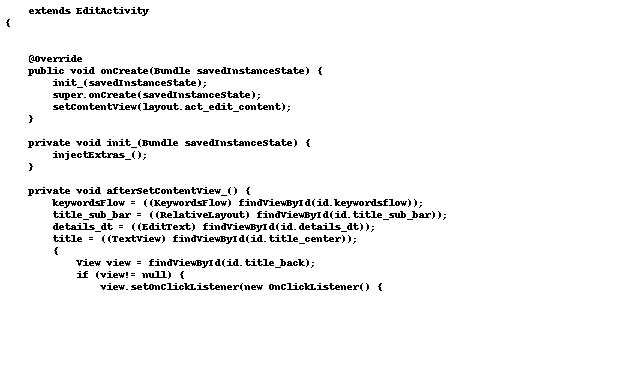 extends EditActivity
{
@Override
public void onCreate(Bundle savedInstanceState) {
init_(savedInstanceState);
super.onCreate(savedInstanceState);
setContentView(layout.act_edit_content);
}
private void init_(Bundle savedInstanceState) {
injectExtras_();
}
private void afterSetContentView_() {
keywordsFlow = ((KeywordsFlow) findViewById(id.keywordsflow));
title_sub_bar = ((RelativeLayout) findViewById(id.title_sub_bar));
details_dt = ((EditText) findViewById(id.details_dt));
title = ((TextView) findViewById(id.title_center));
{
View view = findViewById(id.title_back);
if (view!= null) {
view.setOnClickListener(new OnClickListener() {